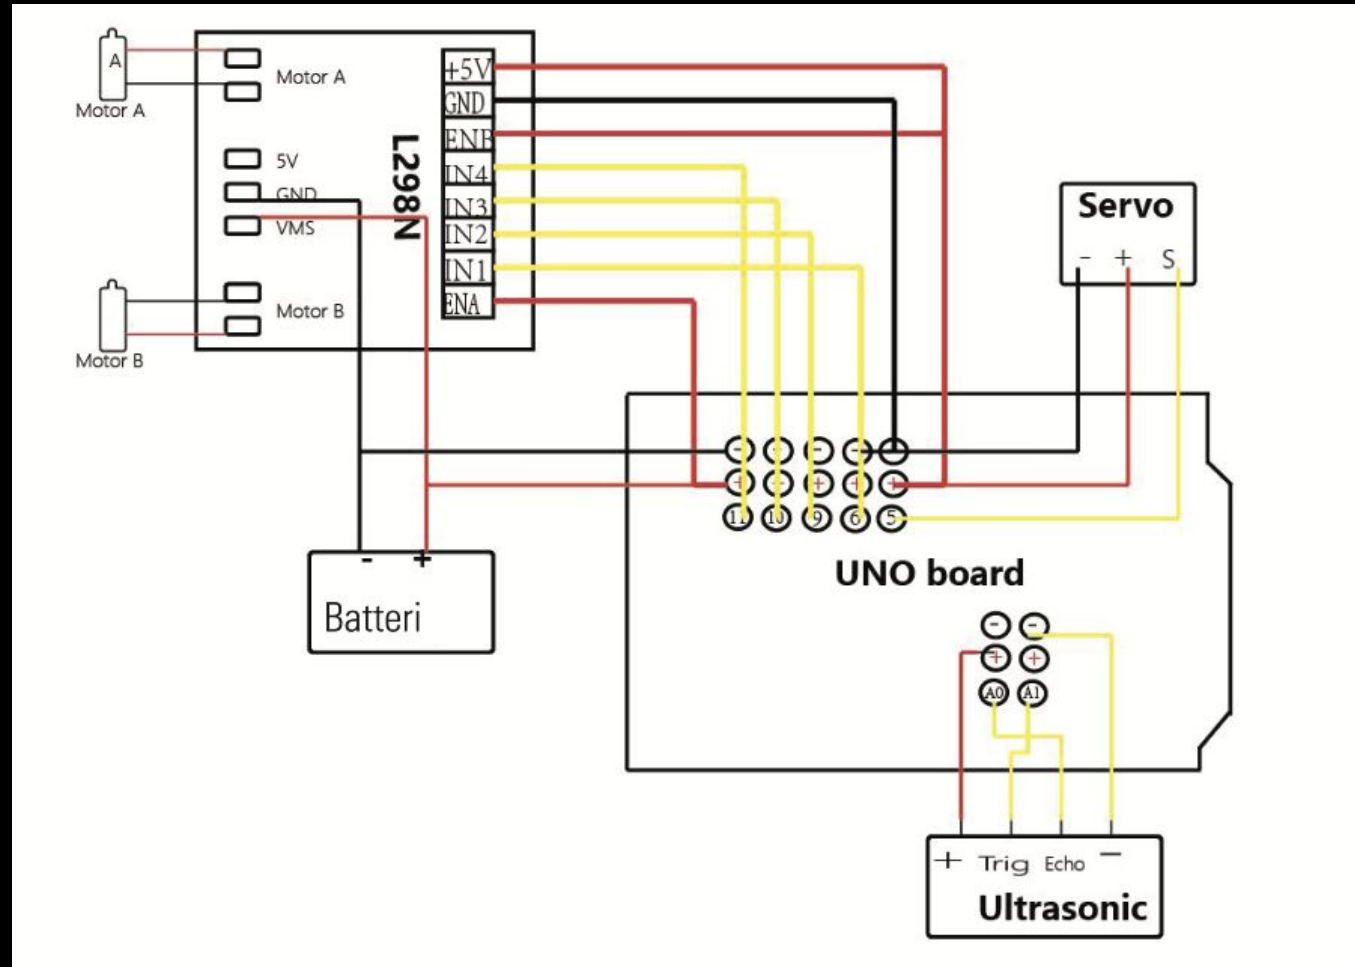 A
Motor A
Motor A
5V
GND
VMS
Motor B
Motor B
L298N
+5V
GND
ENB
IN4
IN3
IN2
IN1
ENA
Servo
- + S
- +
Batteri
- - - -
+ + + + +
11 10 9 6 5
UNO board
- -
+ +
A0 A1
+ Trig Echo -
Ultrasonic